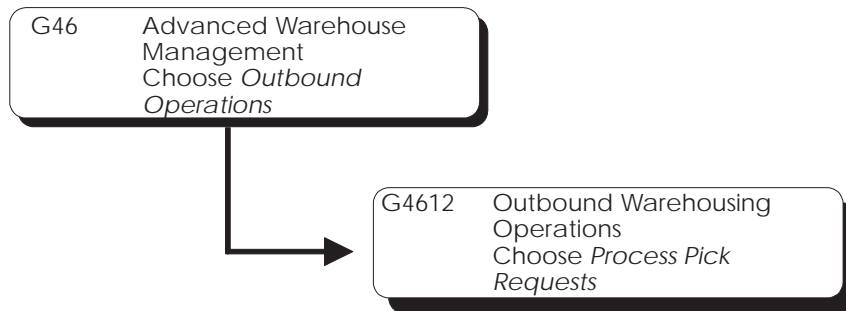 G46 Advanced Warehouse
Management
Choose Outbound
Operations
G4612 Outbound Warehousing
Operations
Choose Process Pick
Requests